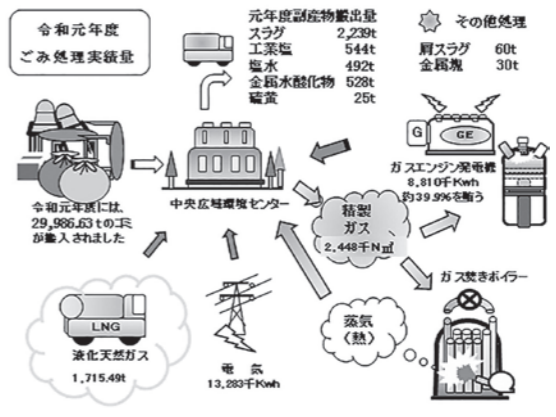 令和元年度
ごみ処理実績量
元年度副産物搬出量
スラグ 2,239t
工業塩 544t
塩水 492t
金属水酸化物 528t
硫黄 25t
その他処理
屑スラグ 60t
金属塊 30t
G
GE
ガスエンジン発電機
8,810千Kwh
約39.9%を賄う
中央広域環境センター
令和元年度には、
29,986.63tのゴミ
が搬入されました
精製
ガス
2,448千N㎥
ガス焚きボイラー
LNG
液化天然ガス
1,715.49t
電気
13,283千Kwh
蒸気
(熱)